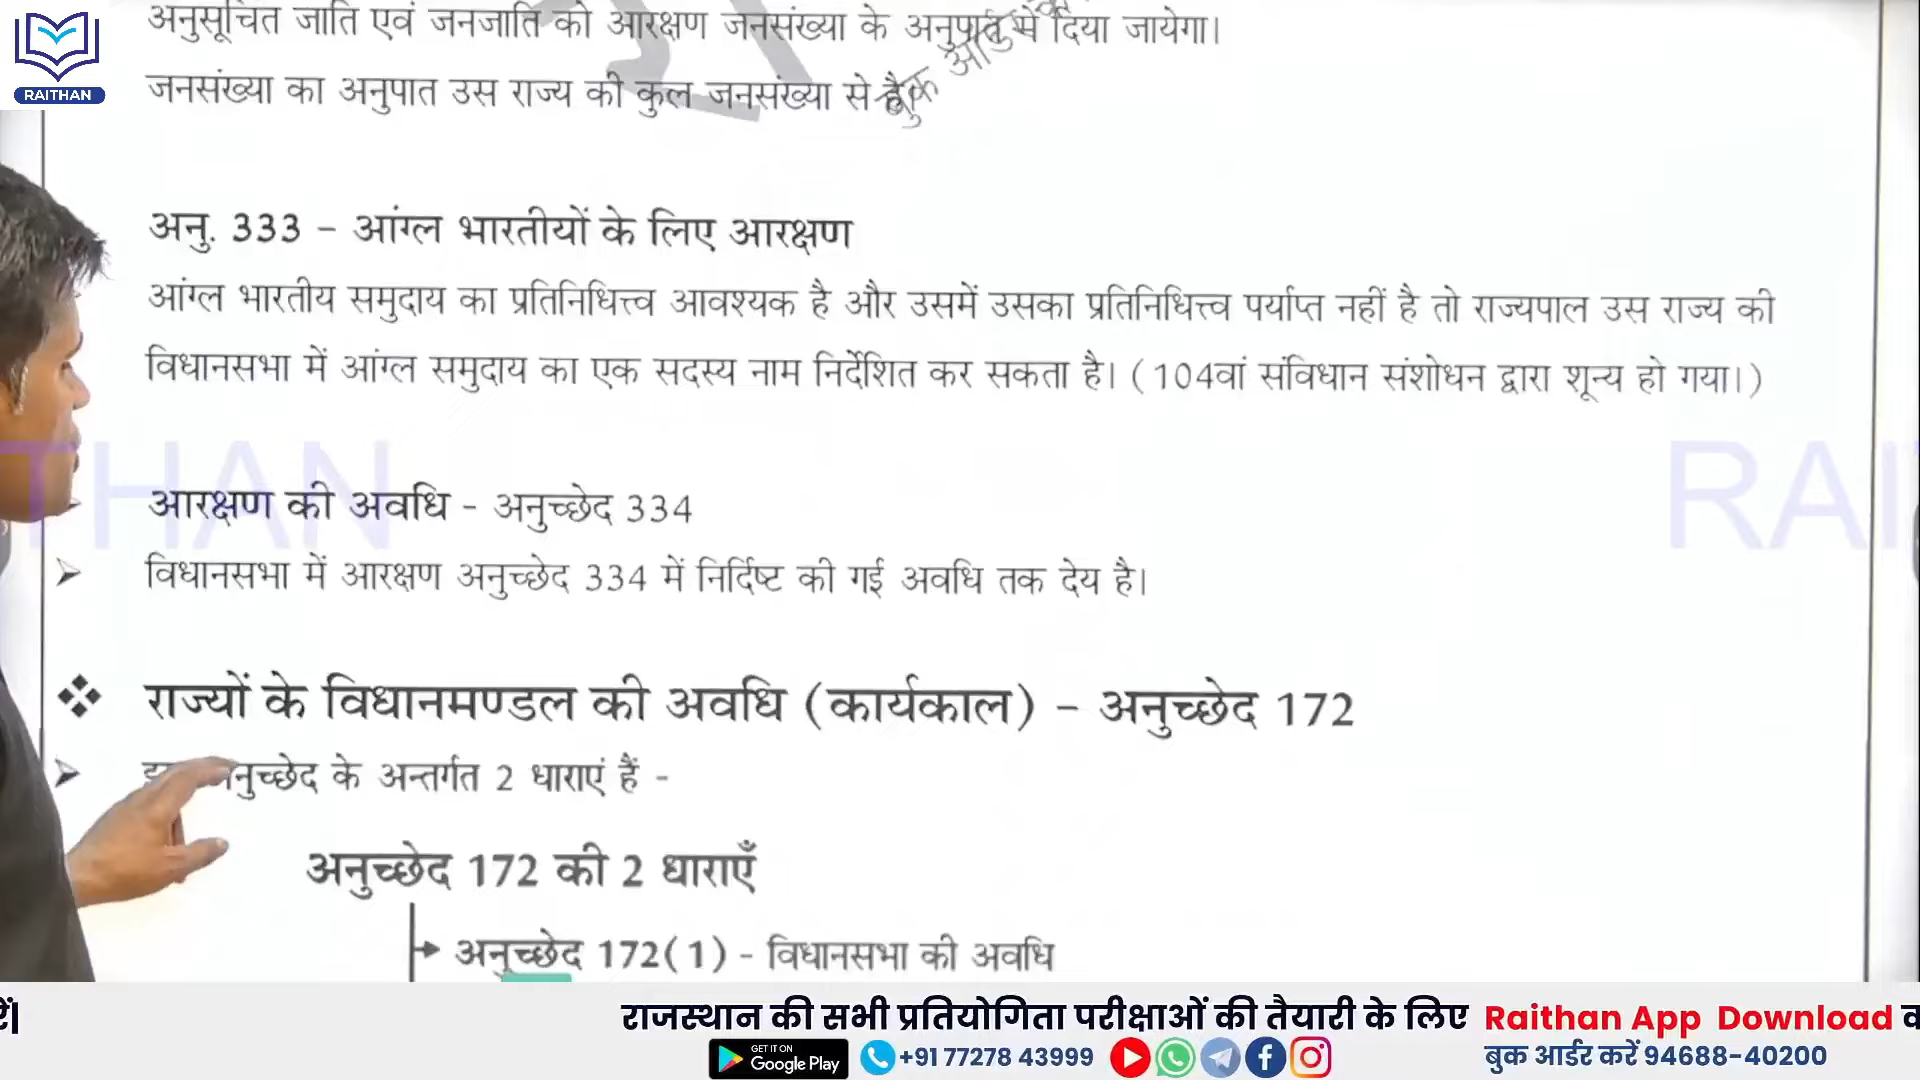 अनुसूचित जाति एवं जनजाति को आरक्षण जनसंख्या के अनुपात में दिया जायेगा।
जनसंख्या का अनुपात उस राज्य की कुल जनसंख्या से है।
RAITHAN
अनु. 333 - आंग्ल भारतीयों के लिए आरक्षण
आंग्ल भारतीय समुदाय का प्रतिनिधित्त्व आवश्यक है और उसमें उसका प्रतिनिधित्त्व पर्याप्त नहीं है तो राज्यपाल उस राज्य की
विधानसभा में आंग्ल समुदाय का एक सदस्य नाम निर्देशित कर सकता है। (104वां संविधान संशोधन द्वारा शून्य हो गया।)
THAN RAI
आरक्षण की अवधि - अनुच्छेद 334
➢ विधानसभा में आरक्षण अनुच्छेद 334 में निर्दिष्ट की गई अवधि तक देय है।
❖ राज्यों के विधानमण्डल की अवधि (कार्यकाल) - अनुच्छेद 172
➢ अनुच्छेद के अन्तर्गत 2 धाराएं हैं -
अनुच्छेद 172 की 2 धाराएँ
अनुच्छेद 172(1) - विधानसभा की अवधि
राजस्थान की सभी प्रतियोगिता परीक्षाओं की तैयारी के लिए Raithan App Download
GET IT ON Google Play +91 77278 43999 बुक आर्डर करें 94688-40200